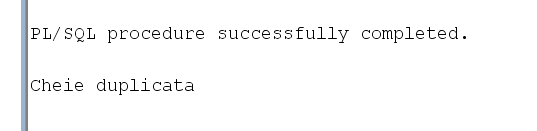 PL/SQL procedure successfully completed.
Cheie duplicata